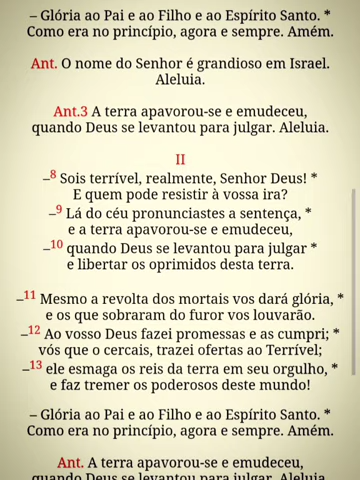 – Glória ao Pai e ao Filho e ao Espírito Santo. *
Como era no princípio, agora e sempre. Amém.
Ant. O nome do Senhor é grandioso em Israel.
Aleluia.
Ant.3 A terra apavorou-se e emudeceu,
quando Deus se levantou para julgar. Aleluia.
II
–8 Sois terrível, realmente, Senhor Deus! *
E quem pode resistir à vossa ira?
–9 Lá do céu pronunciastes a sentença, *
e a terra apavorou-se e emudeceu,
–10 quando Deus se levantou para julgar *
e libertar os oprimidos desta terra.
–11 Mesmo a revolta dos mortais vos dará glória, *
e os que sobraram do furor vos louvarão.
–12 Ao vosso Deus fazei promessas e as cumpri; *
vós que o cercais, trazei ofertas ao Terrível;
–13 ele esmaga os reis da terra em seu orgulho, *
e faz tremer os poderosos deste mundo!
– Glória ao Pai e ao Filho e ao Espírito Santo. *
Como era no princípio, agora e sempre. Amém.
Ant. A terra apavorou-se e emudeceu,
quando Deus se levantou para julgar. Aleluia.